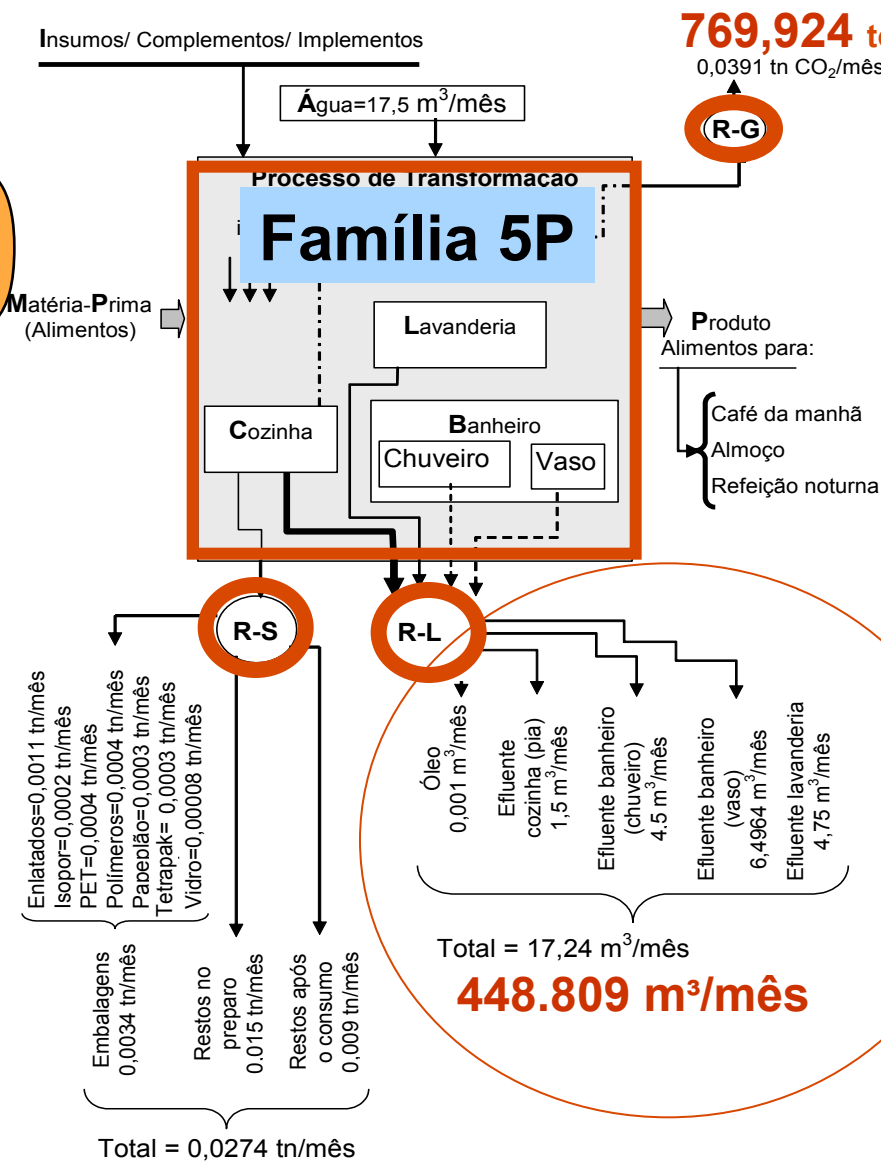 Insumos/ Complementos/ Implementos
Água=17,5 m³/mês
769,924
0,0391 tn CO₂/mês
R-G
Processo de Transformação
Família 5P
Matéria-Prima
(Alimentos)
Lavanderia
Cozinha
Banheiro
Chuveiro
Vaso
Produto
Alimentos para:
Café da manhã
Almoço
Refeição noturna
R-S
R-L
Enlatados=0,0011 tn/mês
Isopor=0,0002 tn/mês
PET=0,0004 tn/mês
Polímeros=0,0004 tn/mês
Papelão=0,0003 tn/mês
Tetrapak= 0,0003 tn/mês
Vidro=0,00008 tn/mês
Embalagens
0,0034 tn/mês
Restos no
preparo
0.015 tn/mês
Restos após
o consumo
0,009 tn/mês
Total = 0,0274 tn/mês
Óleo
0,001 m³/mês
Efluente
cozinha (pia)
1,5 m³/mês
Efluente banheiro
(chuveiro)
4.5 m³/mês
Efluente banheiro
(vaso)
6,4964 m³/mês
Efluente lavanderia
4,75 m³/mês
Total = 17,24 m³/mês
448.809 m³/mês